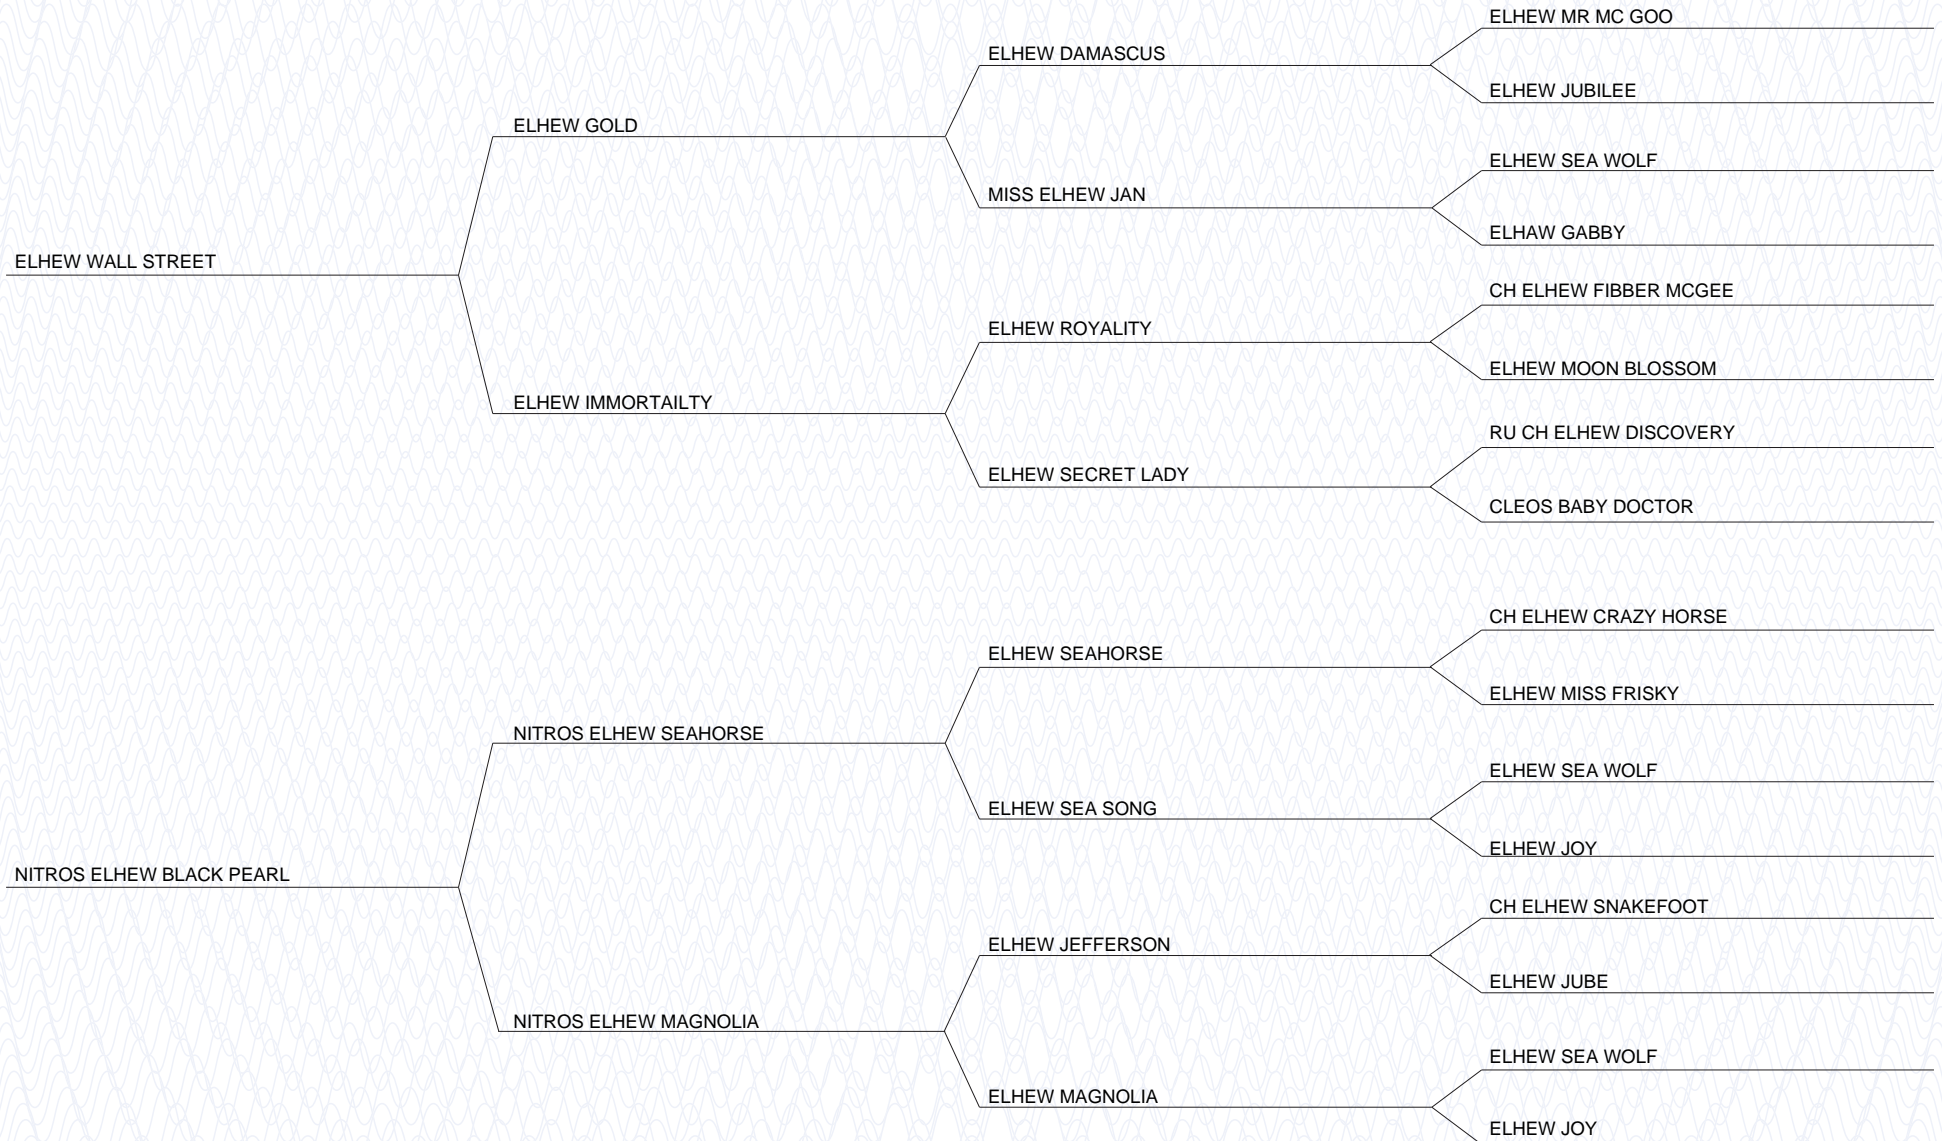 ELHEW MR MC GOO
ELHEW DAMASCUS
ELHEW JUBILEE
ELHEW GOLD
ELHEW SEA WOLF
MISS ELHEW JAN
ELHAW GABBY
ELHEW WALL STREET
CH ELHEW FIBBER MCGEE
ELHEW ROYALITY
ELHEW MOON BLOSSOM
ELHEW IMMORTAILTY
RU CH ELHEW DISCOVERY
ELHEW SECRET LADY
CLEOS BABY DOCTOR
CH ELHEW CRAZY HORSE
ELHEW SEAHORSE
ELHEW MISS FRISKY
NITROS ELHEW SEAHORSE
ELHEW SEA WOLF
ELHEW SEA SONG
ELHEW JOY
NITROS ELHEW BLACK PEARL
CH ELHEW SNAKEFOOT
ELHEW JEFFERSON
ELHEW JUBE
NITROS ELHEW MAGNOLIA
ELHEW SEA WOLF
ELHEW MAGNOLIA
ELHEW JOY